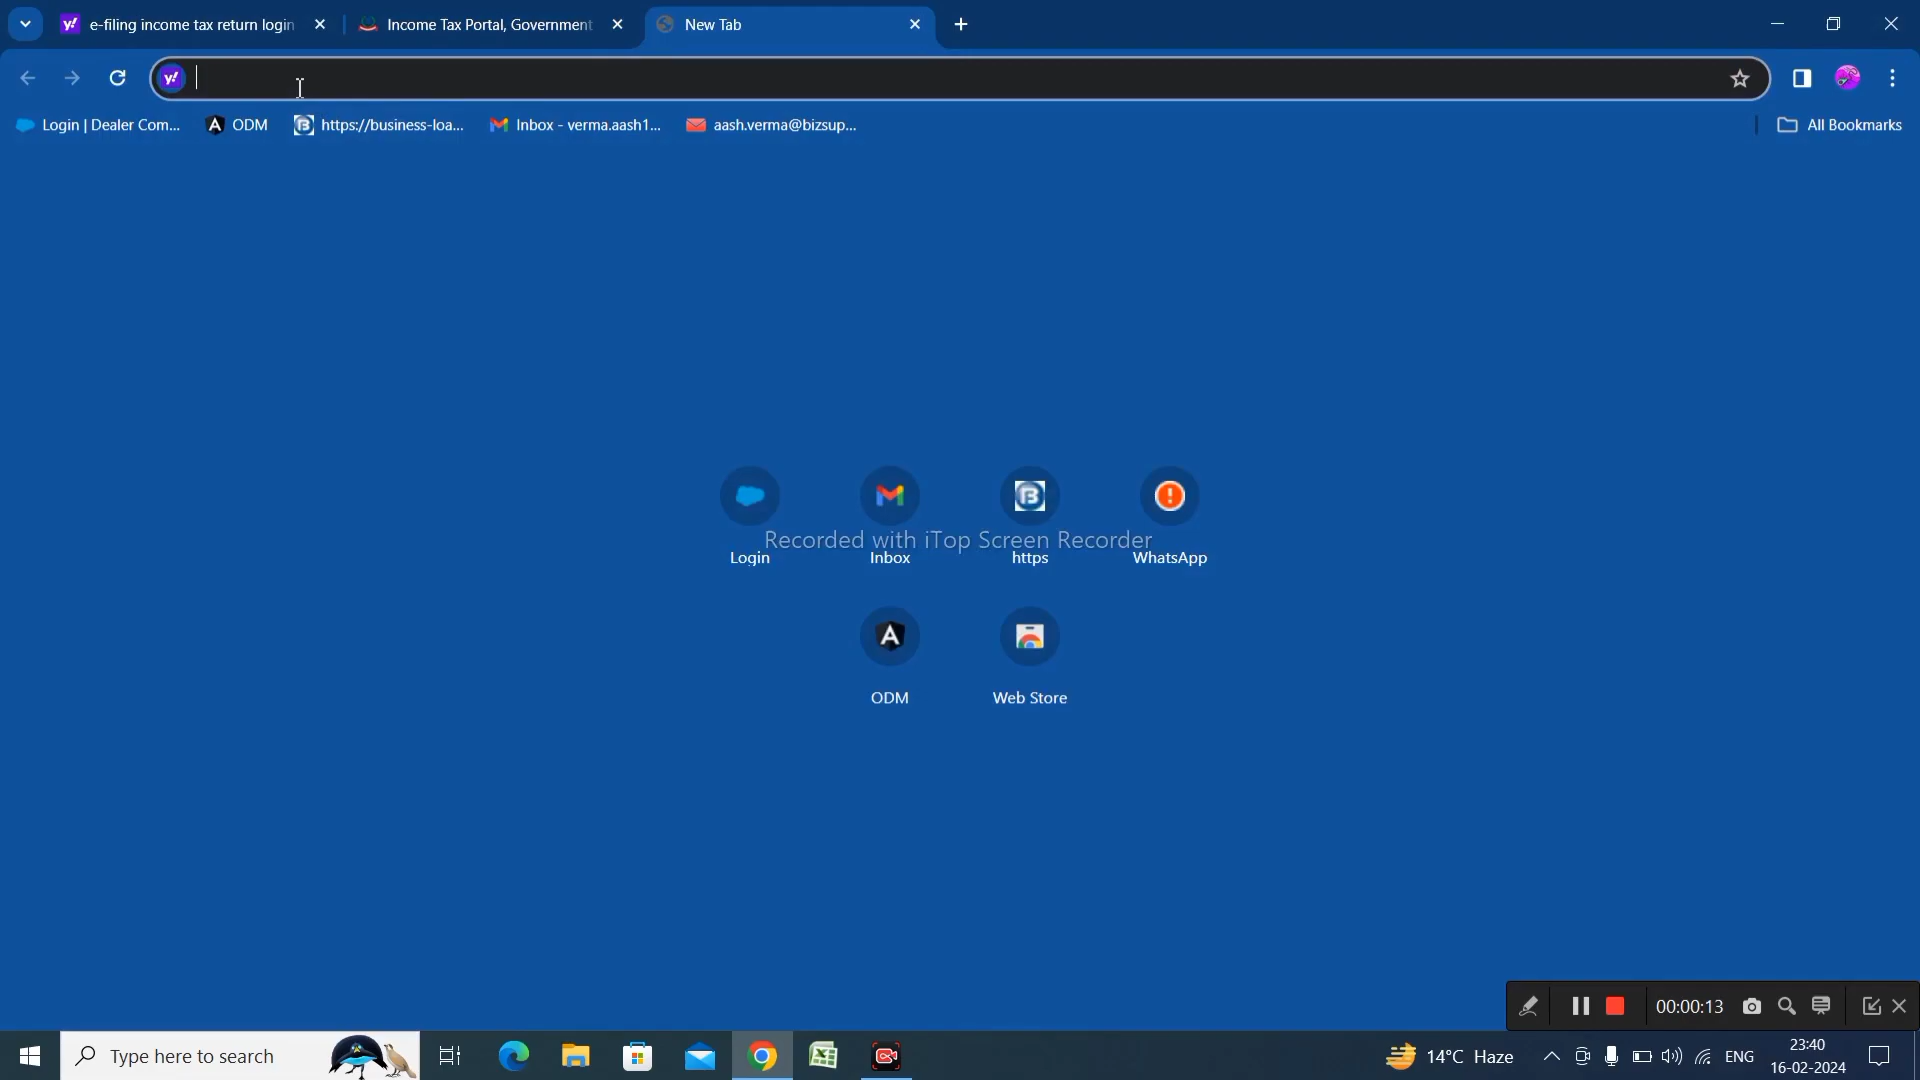 e-filing income tax return login
Income Tax Portal, Government
New Tab
y!
Login | Dealer Com...
ODM
https://business-loa...
Inbox - verma.aash1...
aash.verma@bizsup...
All Bookmarks
Recorded with iTop Screen Recorder
Login
Inbox
https
WhatsApp
ODM
Web Store
00:00:13
Type here to search
14°C Haze
ENG
23:40
16-02-2024